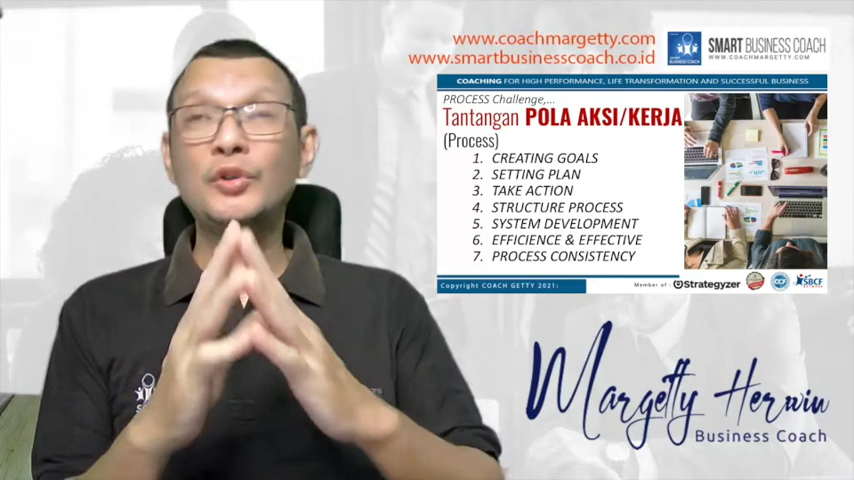 www.coachmargetty.com
www.smartbusinesscoach.co.id
SMART BUSINESS COACH
WWW.COACHMARGETTY.COM
COACHING FOR HIGH PERFORMANCE, LIFE TRANSFORMATION AND SUCCESSFUL BUSINESS
PROCESS Challenge,...
Tantangan POLA AKSI/KERJA
(Process)
1. CREATING GOALS
2. SETTING PLAN
3. TAKE ACTION
4. STRUCTURE PROCESS
5. SYSTEM DEVELOPMENT
6. EFFICIENCE & EFFECTIVE
7. PROCESS CONSISTENCY
Copyright COACH GETTY 2021:
Member of :
Strategyzer
SBCF
Margetty Herwin
Business Coach